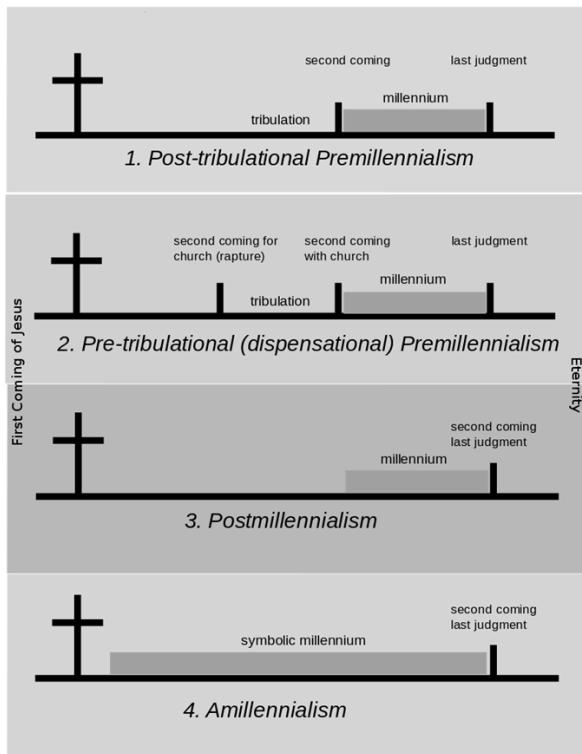 second coming
last judgment
millennium
tribulation
1. Post-tribulational Premillennialism
second coming for
church (rapture)
second coming
with church
last judgment
millennium
tribulation
2. Pre-tribulational (dispensational) Premillennialism
First Coming of Jesus
Eternity
second coming
last judgment
millennium
3. Postmillennialism
second coming
last judgment
symbolic millennium
4. Amillennialism